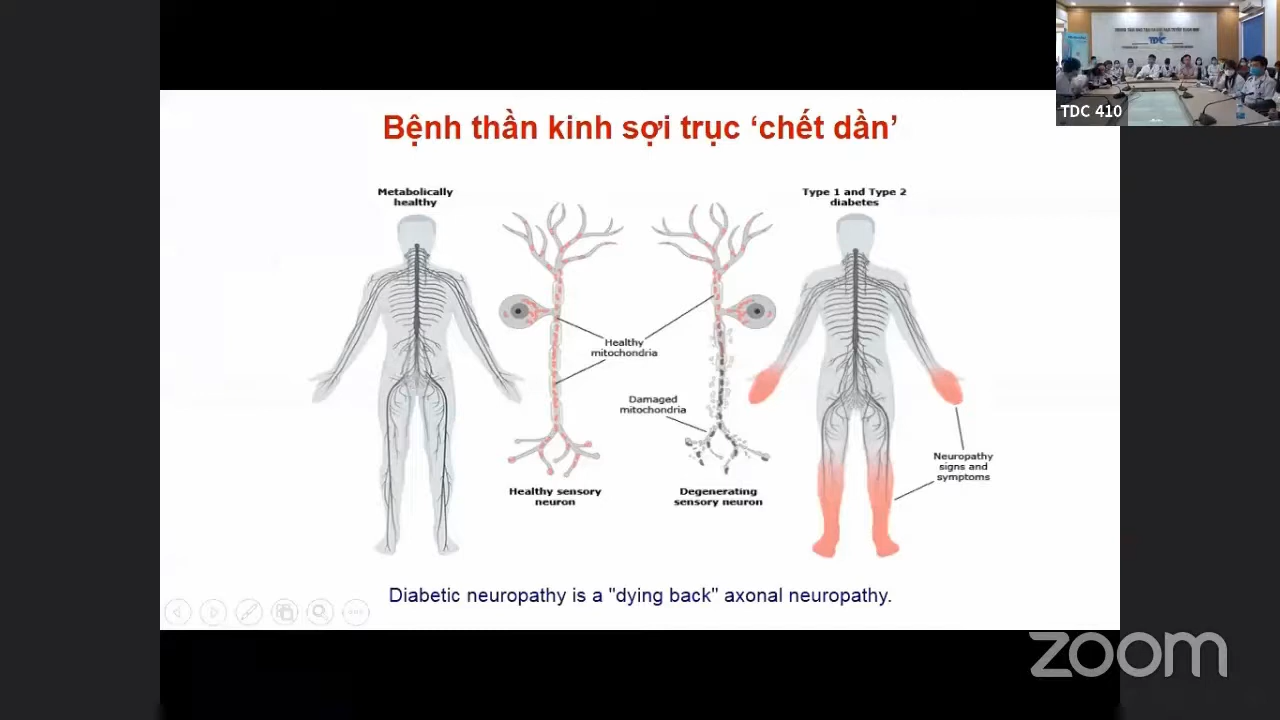 TDC
TDC 410
Bệnh thần kinh sợi trục ‘chết dần’
Metabolically
healthy
Type 1 and Type 2
diabetes
Healthy
mitochondria
Damaged
mitochondria
Neuropathy
signs and
symptoms
Healthy sensory
neuron
Degenerating
sensory neuron
Diabetic neuropathy is a "dying back" axonal neuropathy.
zoom